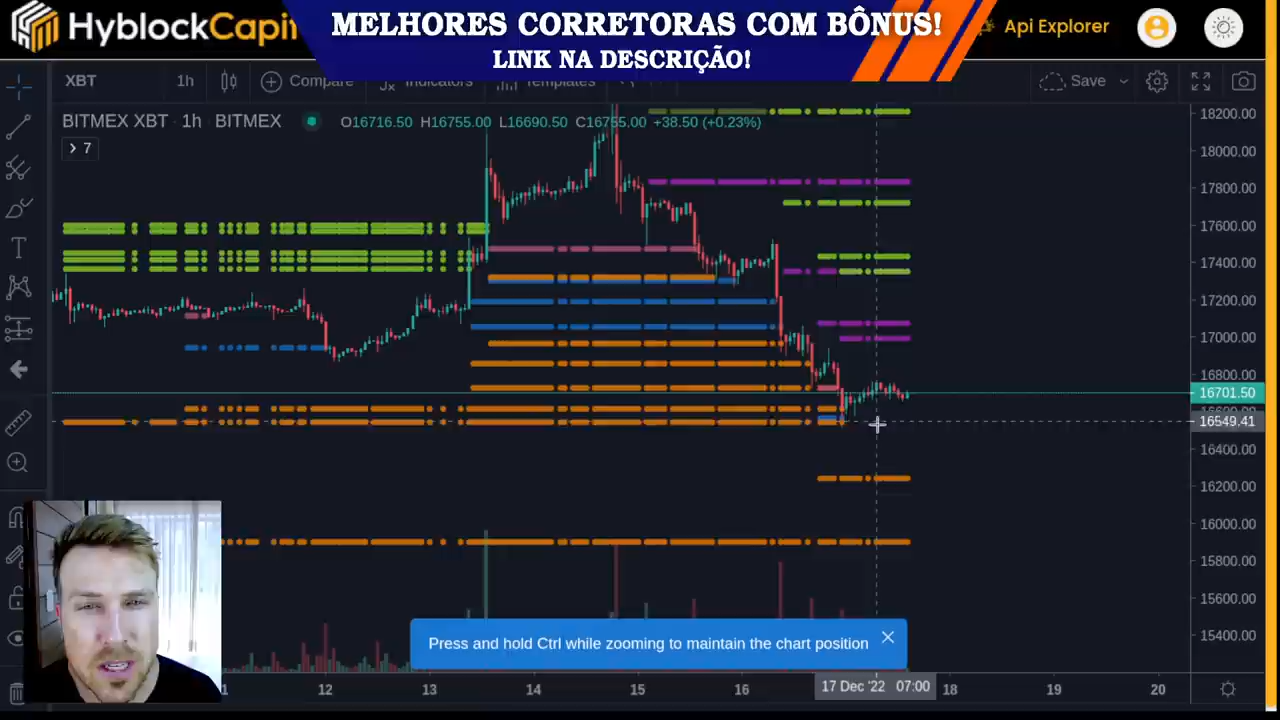 HyblockCapi
MELHORES CORRETORAS COM BÔNUS!
LINK NA DESCRIÇÃO!
Api Explorer
XBT
1h
Compare
Indicators
Templates
Save
BITMEX XBT · 1h · BITMEX
O16716.50 H16755.00 L16690.50 C16755.00 +38.50 (+0.23%)
> 7
18200.00
18000.00
17800.00
17600.00
17400.00
17200.00
17000.00
16800.00
16701.50
16549.41
16400.00
16200.00
16000.00
15800.00
15600.00
15400.00
Press and hold Ctrl while zooming to maintain the chart position
12
13
14
15
16
17 Dec '22 07:00
18
19
20